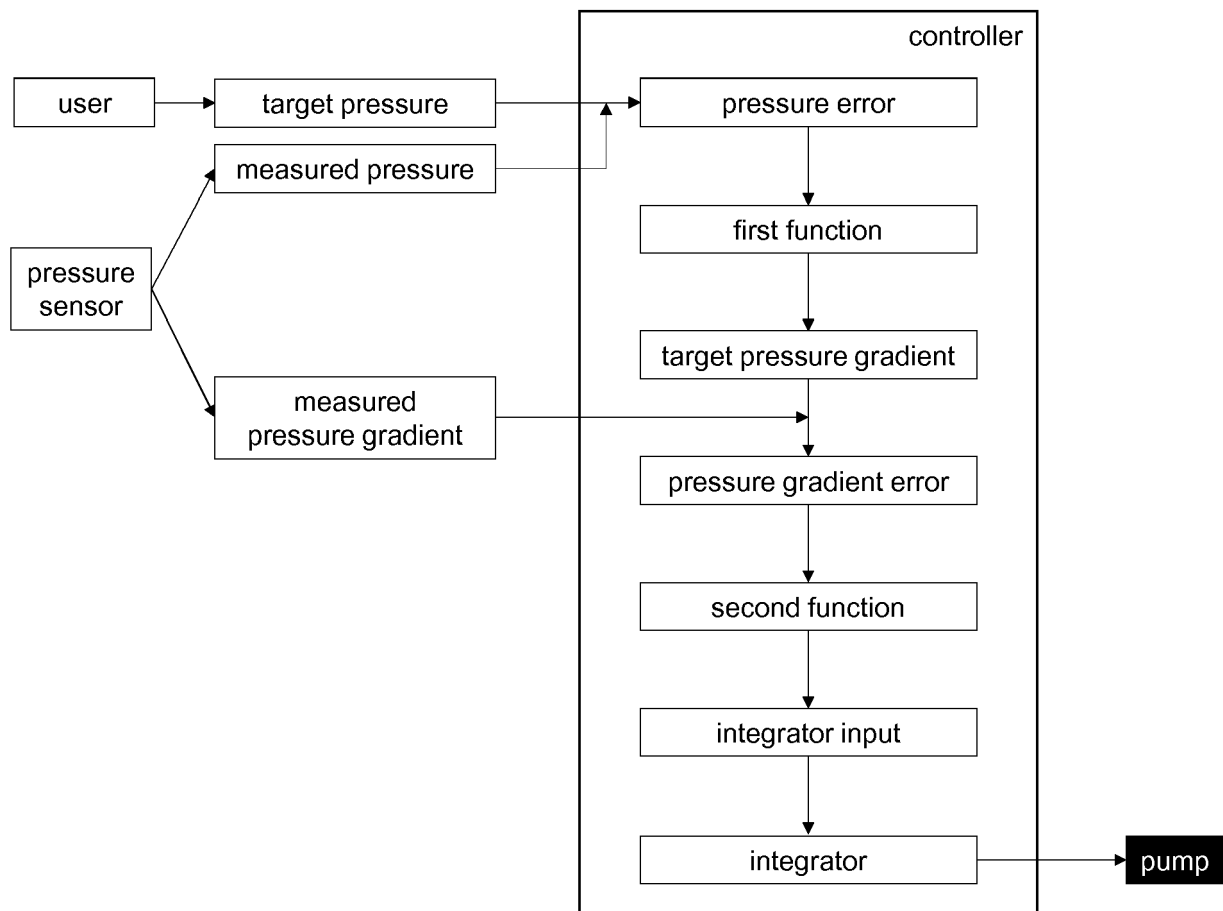 controller
user
target pressure
pressure error
measured pressure
first function
pressure
sensor
target pressure gradient
measured
pressure gradient
pressure gradient error
second function
integrator input
integrator
pump